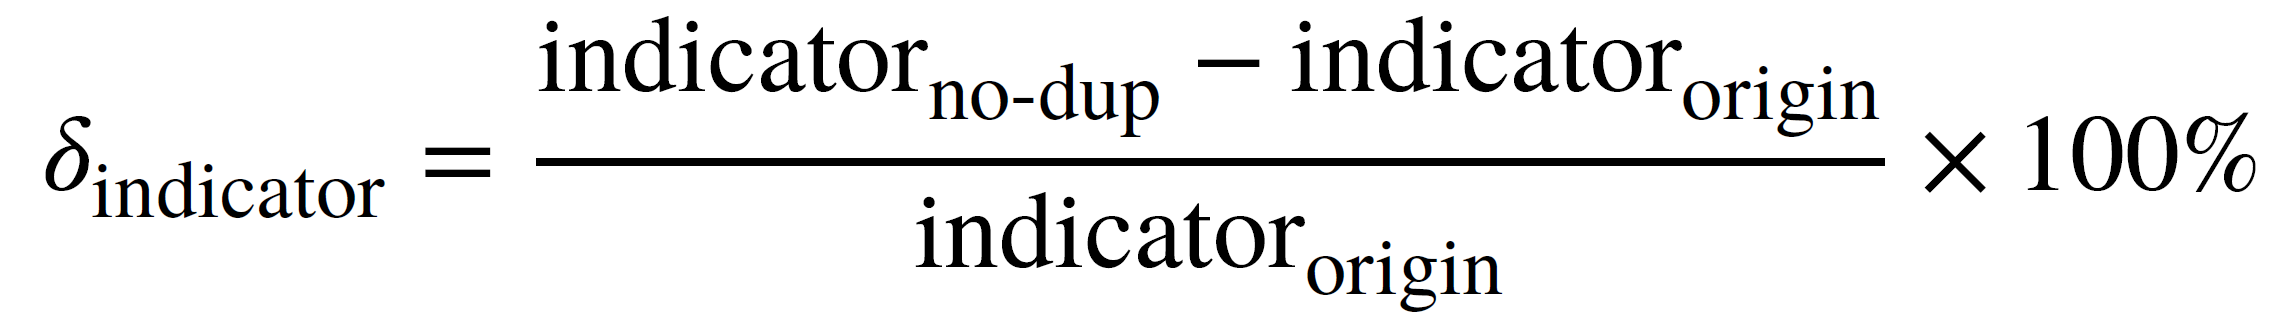 δ_indicator = (indicator_no-dup − indicator_origin) / indicator_origin × 100%